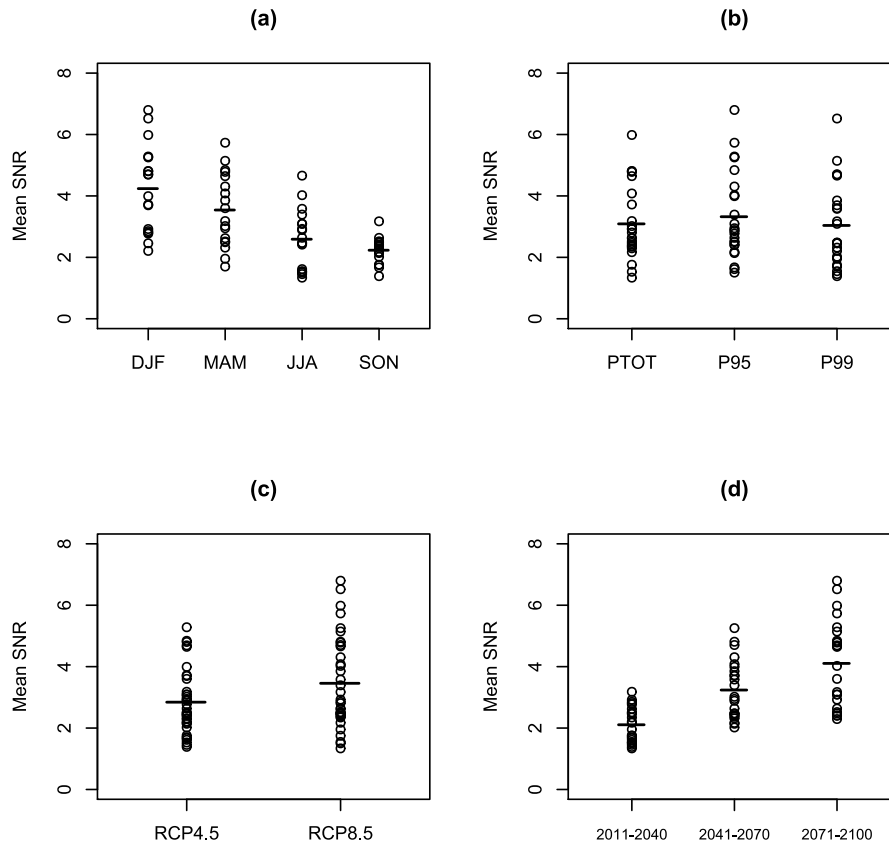 (a)
Mean SNR
8
6
4
2
0
DJF MAM JJA SON
(b)
Mean SNR
8
6
4
2
0
PTOT P95 P99
(c)
Mean SNR
8
6
4
2
0
RCP4.5 RCP8.5
(d)
Mean SNR
8
6
4
2
0
2011-2040 2041-2070 2071-2100